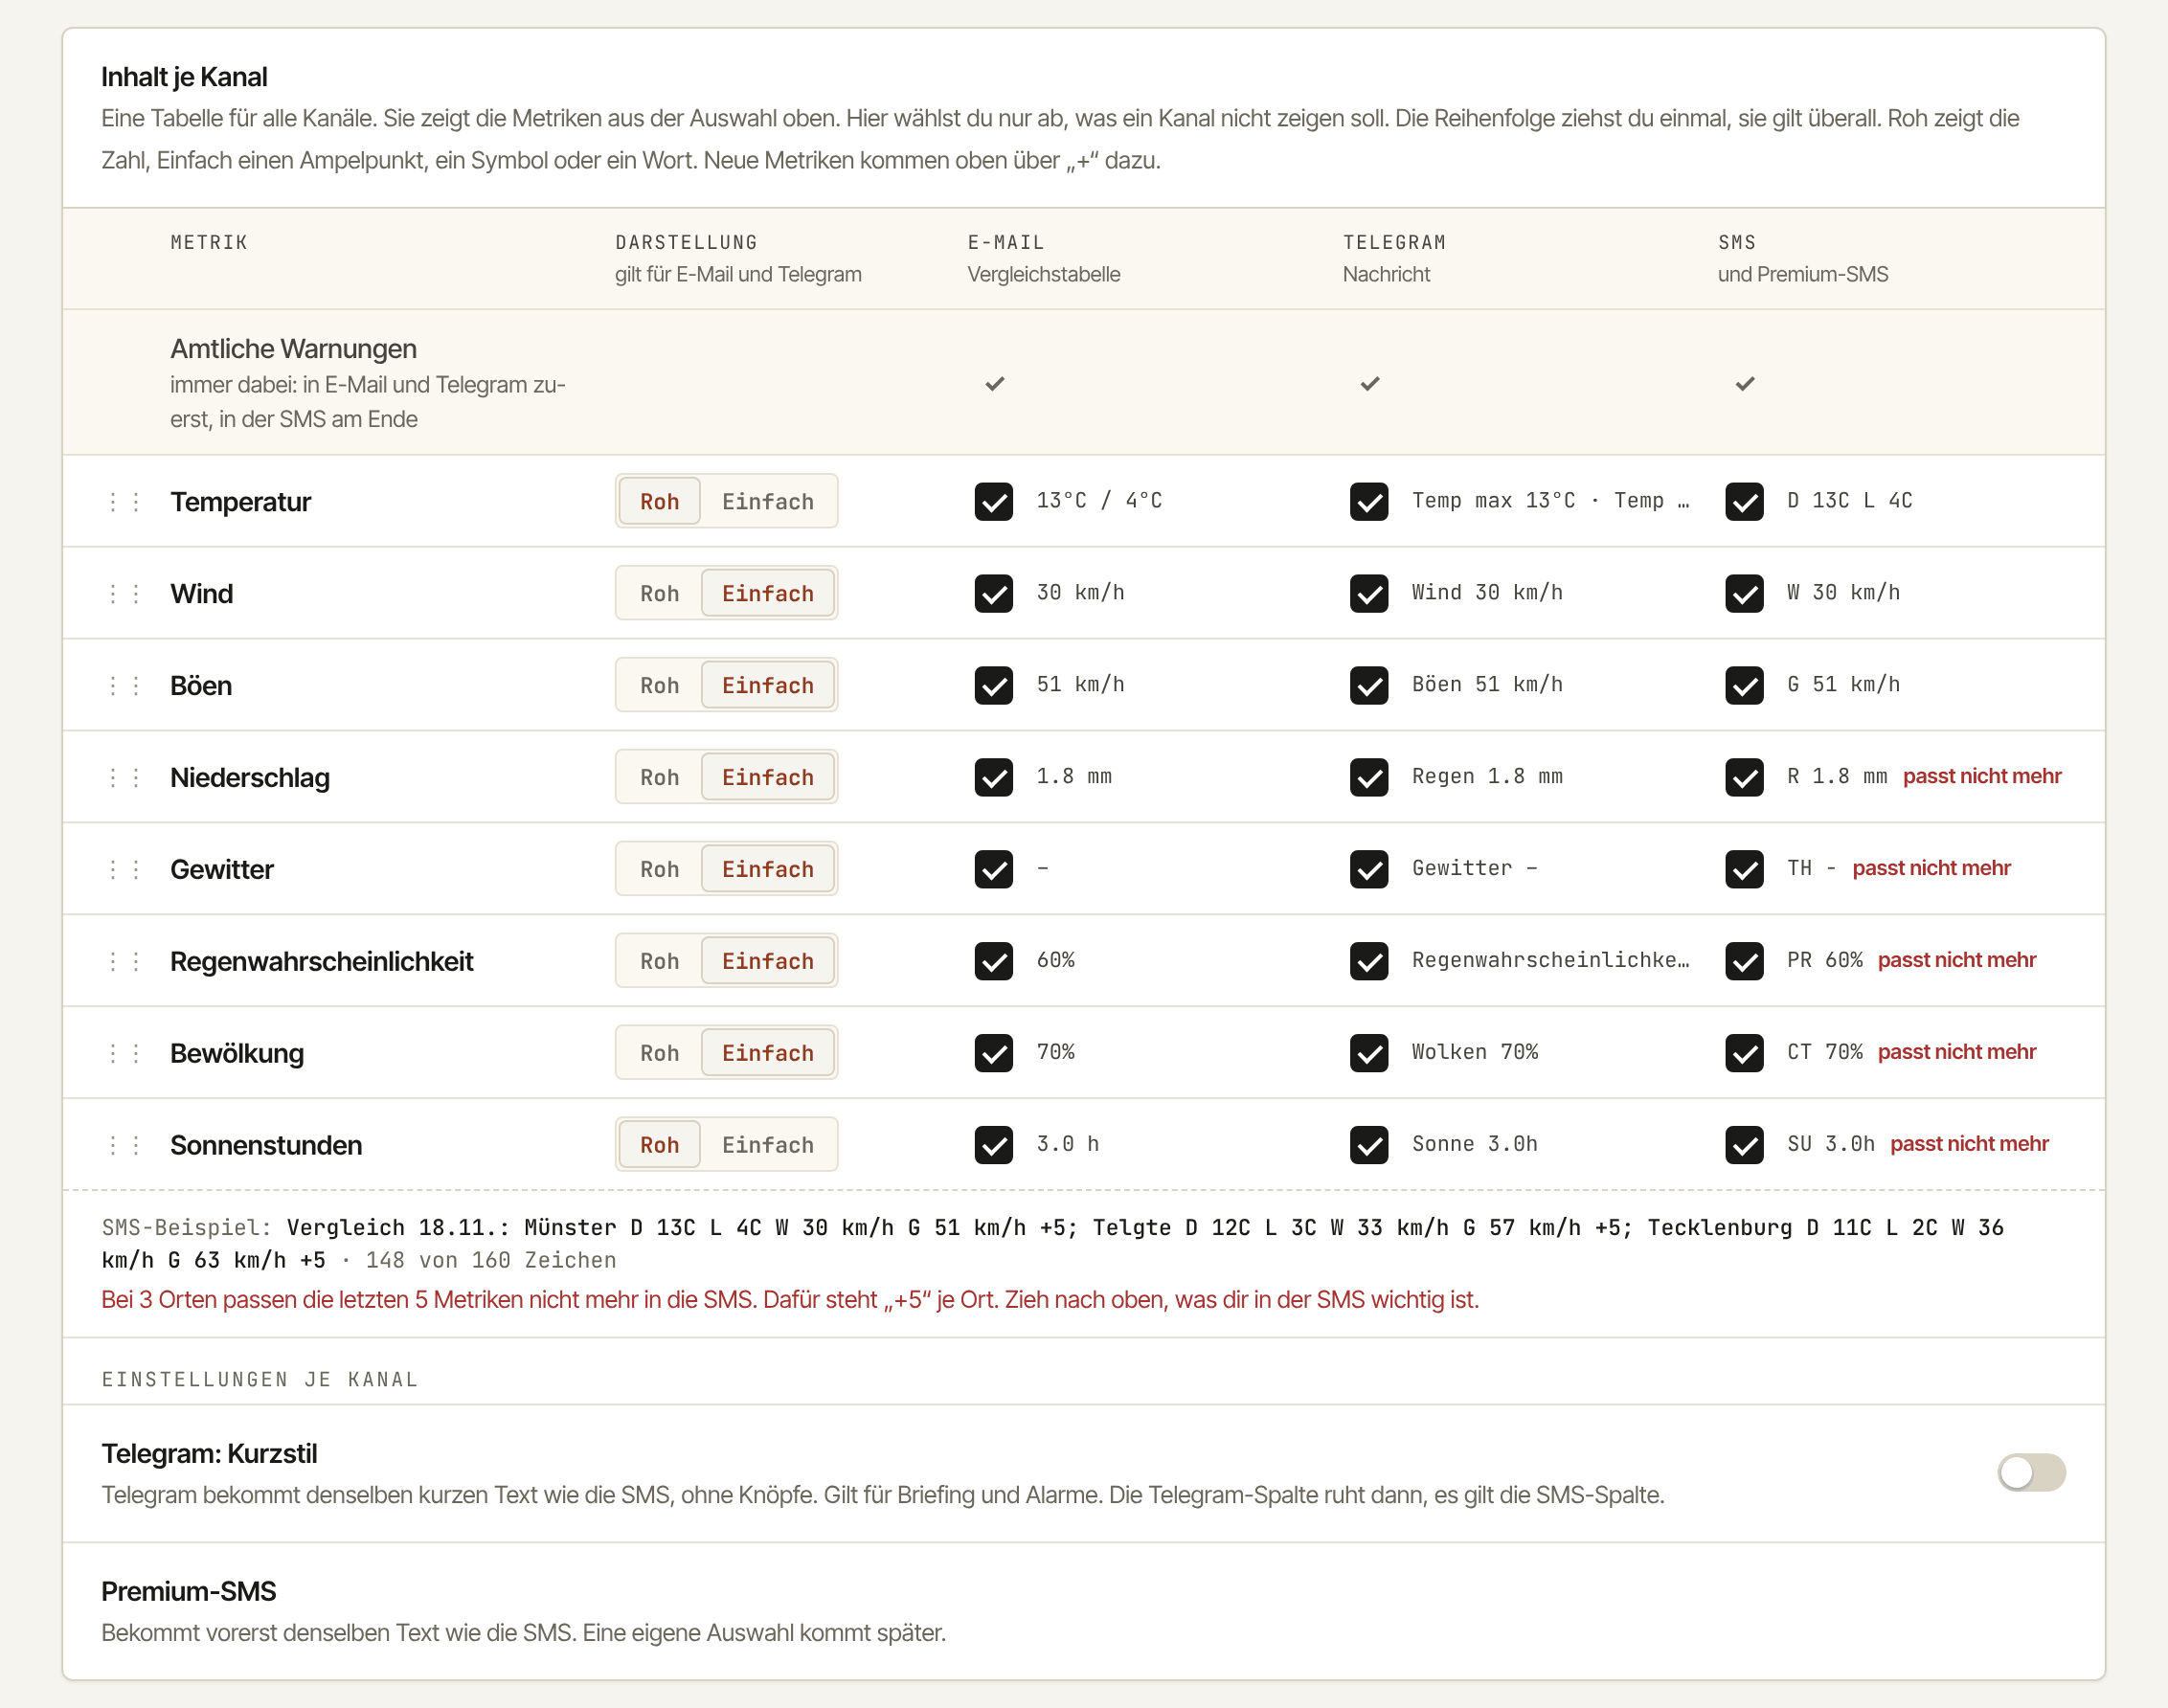 Inhalt je Kanal
Eine Tabelle für alle Kanäle. Sie zeigt die Metriken aus der Auswahl oben. Hier wählst du nur ab, was ein Kanal nicht zeigen soll. Die Reihenfolge ziehst du einmal, sie gilt überall. Roh zeigt die
Zahl, Einfach einen Ampelpunkt, ein Symbol oder ein Wort. Neue Metriken kommen oben über „+“ dazu.
METRIK DARSTELLUNG E-MAIL TELEGRAM SMS
gilt für E-Mail und Telegram Vergleichstabelle Nachricht und Premium-SMS
Amtliche Warnungen
immer dabei: in E-Mail und Telegram zu-
erst, in der SMS am Ende
Temperatur Roh Einfach 13°C / 4°C Temp max 13°C · Temp … D 13C L 4C
Wind Roh Einfach 30 km/h Wind 30 km/h W 30 km/h
Böen Roh Einfach 51 km/h Böen 51 km/h G 51 km/h
Niederschlag Roh Einfach 1.8 mm Regen 1.8 mm R 1.8 mm passt nicht mehr
Gewitter Roh Einfach – Gewitter – TH - passt nicht mehr
Regenwahrscheinlichkeit Roh Einfach 60% Regenwahrscheinlichke… PR 60% passt nicht mehr
Bewölkung Roh Einfach 70% Wolken 70% CT 70% passt nicht mehr
Sonnenstunden Roh Einfach 3.0 h Sonne 3.0h SU 3.0h passt nicht mehr
SMS-Beispiel: Vergleich 18.11.: Münster D 13C L 4C W 30 km/h G 51 km/h +5; Telgte D 12C L 3C W 33 km/h G 57 km/h +5; Tecklenburg D 11C L 2C W 36
km/h G 63 km/h +5 · 148 von 160 Zeichen
Bei 3 Orten passen die letzten 5 Metriken nicht mehr in die SMS. Dafür steht „+5“ je Ort. Zieh nach oben, was dir in der SMS wichtig ist.
EINSTELLUNGEN JE KANAL
Telegram: Kurzstil
Telegram bekommt denselben kurzen Text wie die SMS, ohne Knöpfe. Gilt für Briefing und Alarme. Die Telegram-Spalte ruht dann, es gilt die SMS-Spalte.
Premium-SMS
Bekommt vorerst denselben Text wie die SMS. Eine eigene Auswahl kommt später.